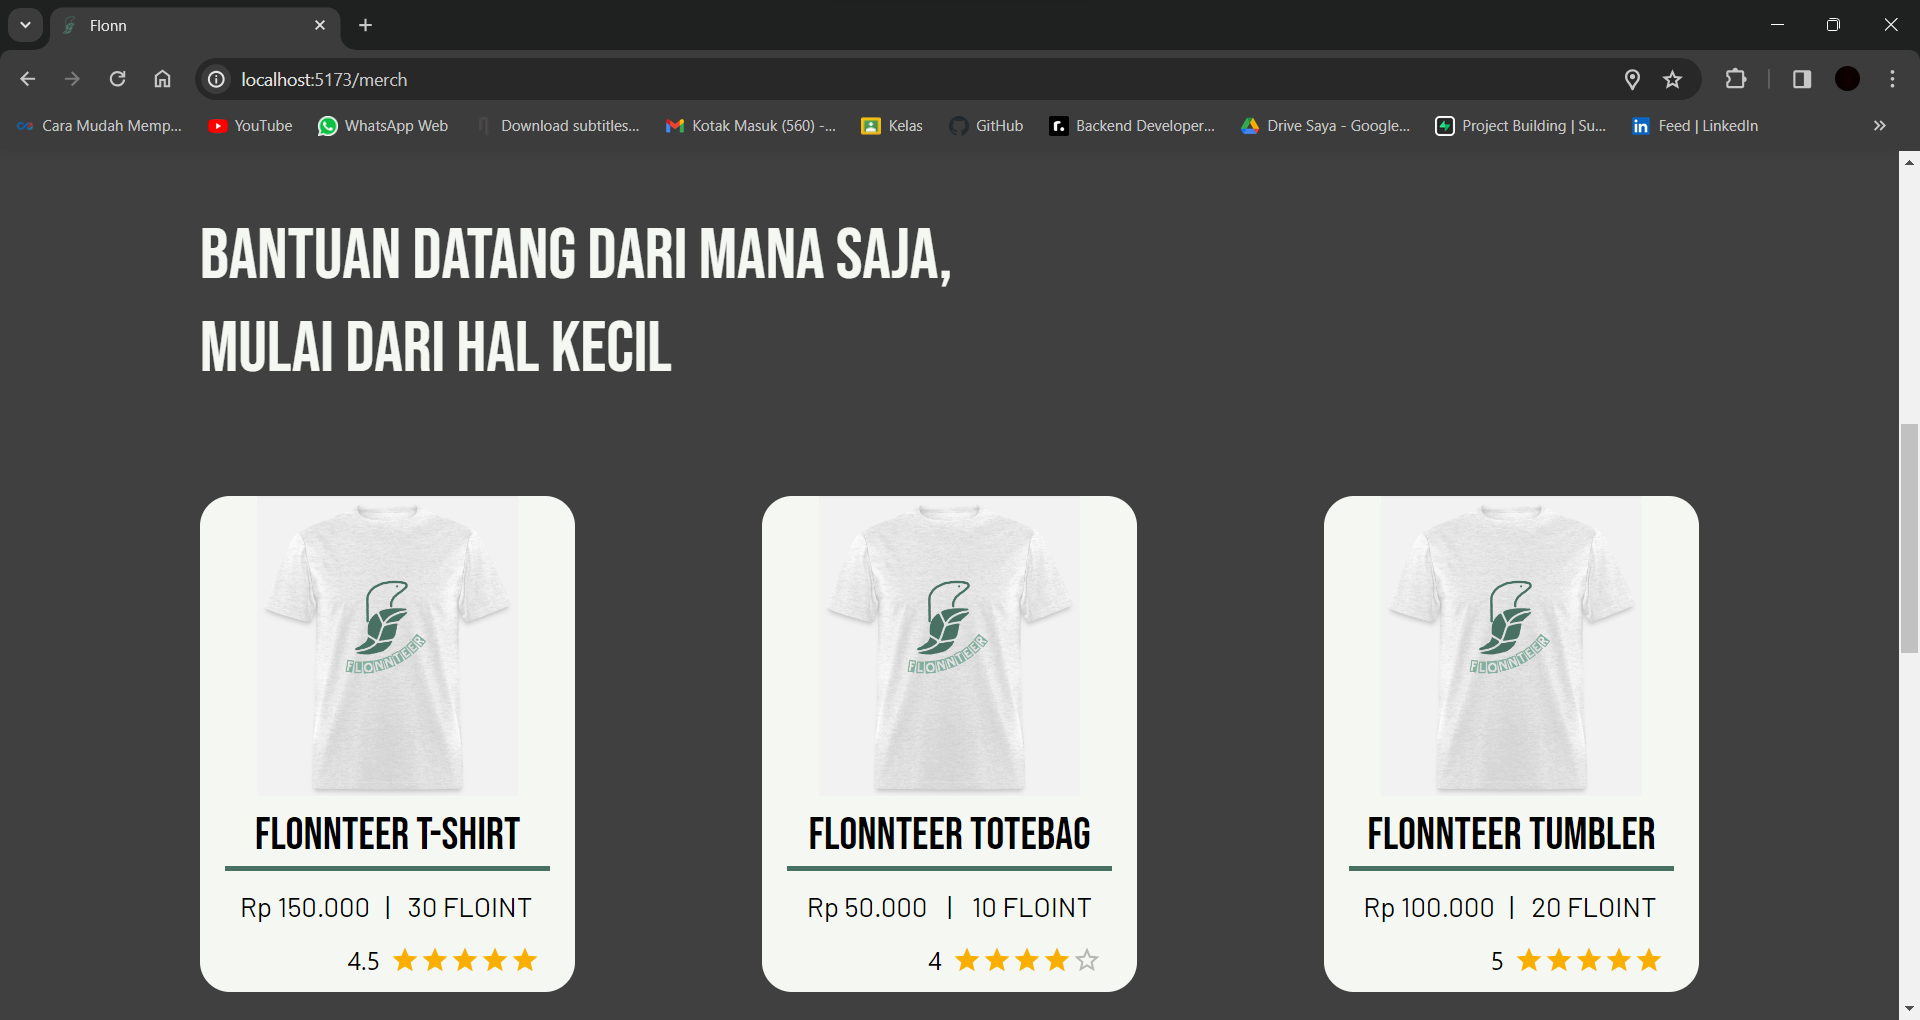 Flonn
localhost:5173/merch
Cara Mudah Memp...
YouTube
WhatsApp Web
Download subtitles...
Kotak Masuk (560) -...
Kelas
GitHub
Backend Developer...
Drive Saya - Google...
Project Building | Su...
Feed | LinkedIn
BANTUAN DATANG DARI MANA SAJA,
MULAI DARI HAL KECIL
FLONNTEER
FLONNTEER T-SHIRT
Rp 150.000 | 30 FLOINT
4.5
FLONNTEER
FLONNTEER TOTEBAG
Rp 50.000 | 10 FLOINT
4
FLONNTEER
FLONNTEER TUMBLER
Rp 100.000 | 20 FLOINT
5